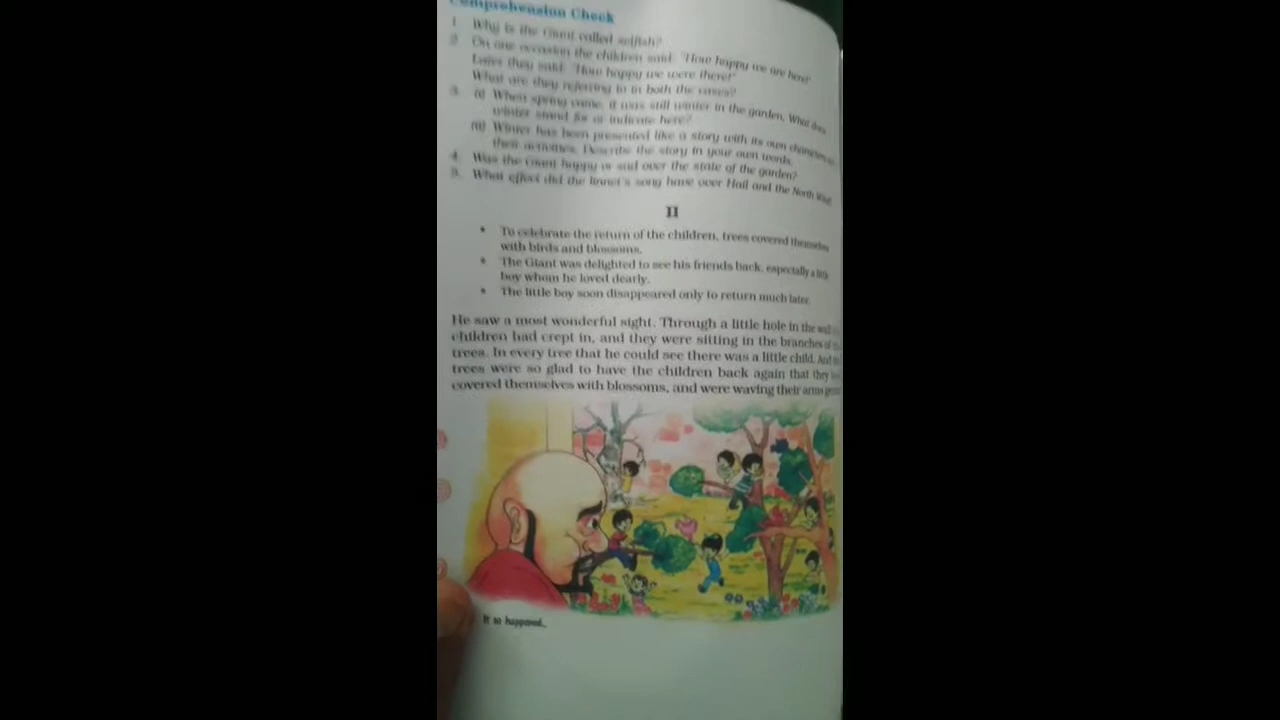 Comprehension Check
1. Why is the Giant called selfish?
2. On one occasion the children said: "How happy we are here!"
Later they said: "How happy we were there!"
What are they referring to in both the cases?
3. (i) When spring came, it was still winter in the garden. What does
winter stand for or indicate here?
(ii) Winter has been presented like a story with its own characters
their activities. Describe the story in your own words.
4. Was the Giant happy or sad over the state of the garden?
5. What effect did the linnet's song have over Hail and the North Wind?
II
• To celebrate the return of the children, trees covered themselves
with birds and blossoms.
• The Giant was delighted to see his friends back, especially a little
boy whom he loved dearly.
• The little boy soon disappeared only to return much later.
He saw a most wonderful sight. Through a little hole in the wall
children had crept in, and they were sitting in the branches of
trees. In every tree that he could see there was a little child. And
trees were so glad to have the children back again that they
covered themselves with blossoms, and were waving their arms
It so happened...